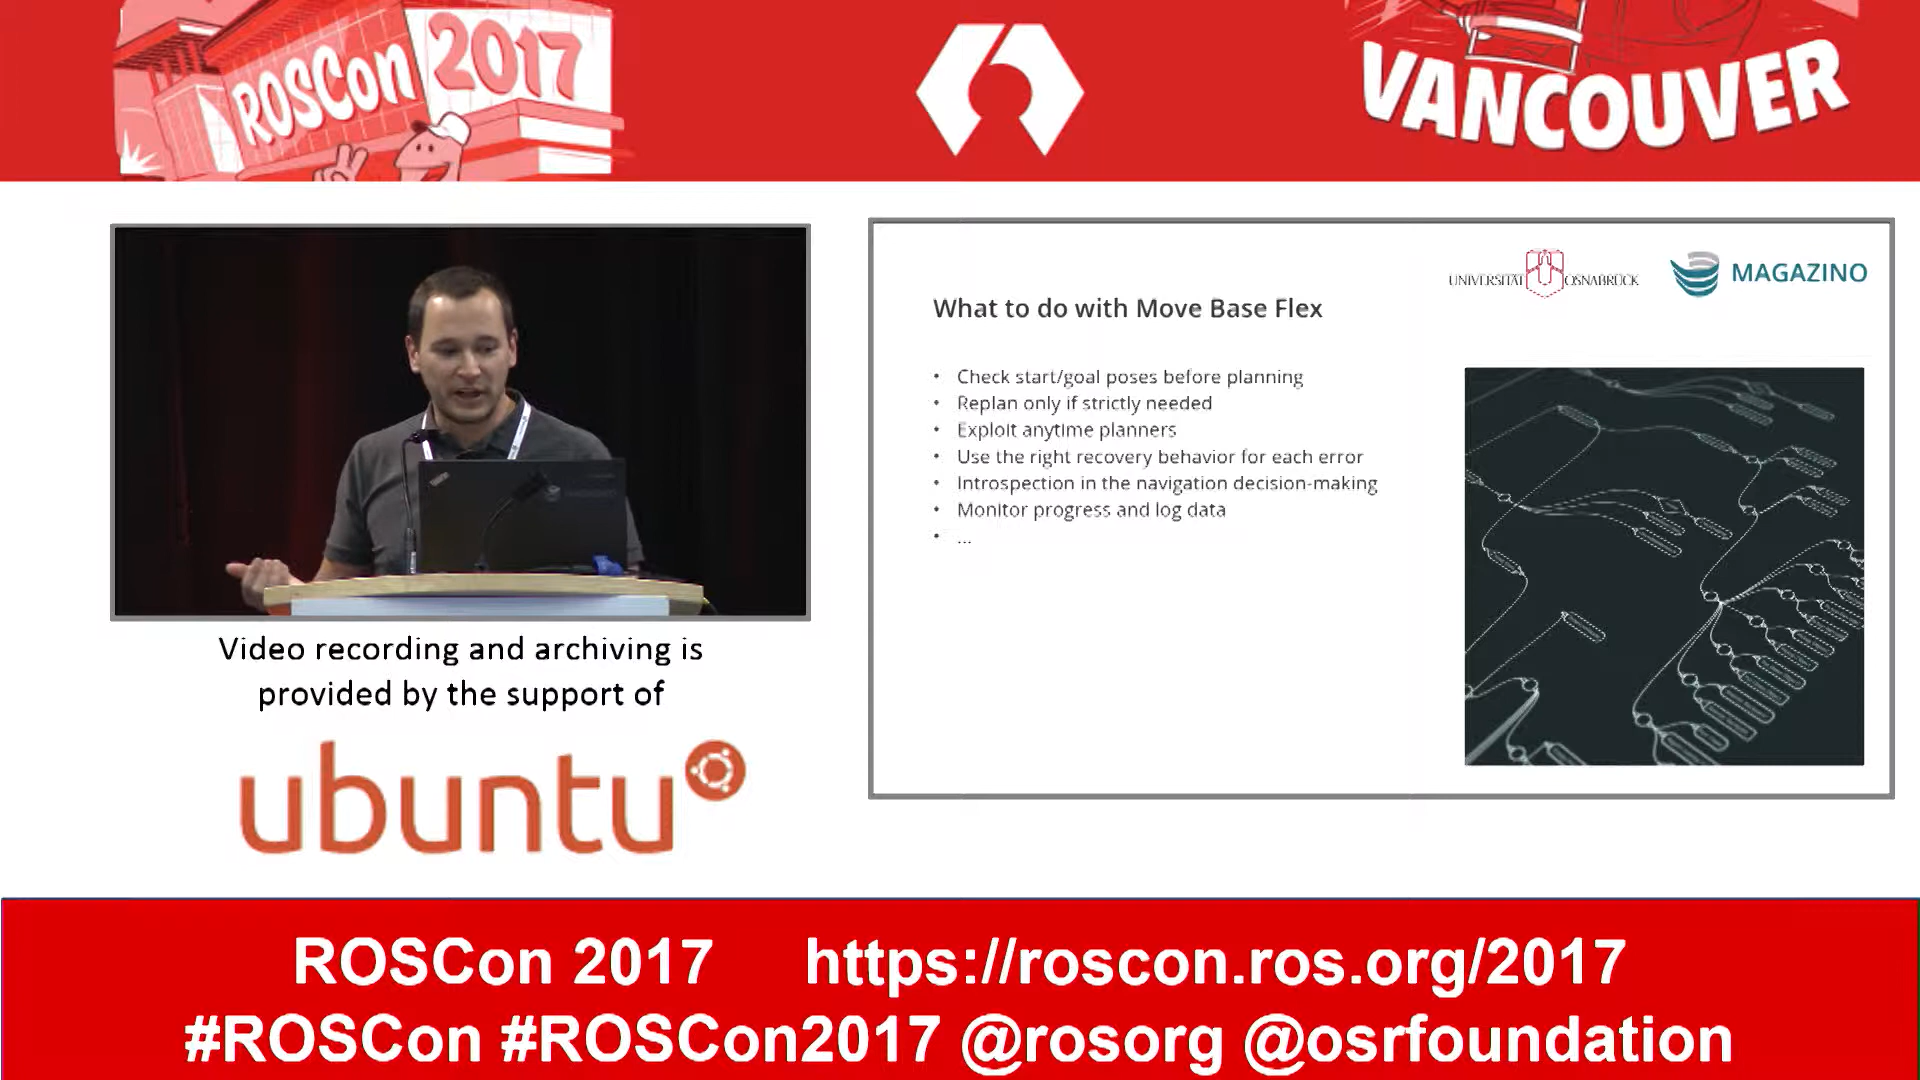 ROSCon 2017
VANCOUVER
UNIVERSITÄT OSNABRÜCK
MAGAZINO
What to do with Move Base Flex
• Check start/goal poses before planning
• Replan only if strictly needed
• Exploit anytime planners
• Use the right recovery behavior for each error
• Introspection in the navigation decision-making
• Monitor progress and log data
• ...
Video recording and archiving is
provided by the support of
ubuntu
ROSCon 2017 https://roscon.ros.org/2017
#ROSCon #ROSCon2017 @rosorg @osrfoundation